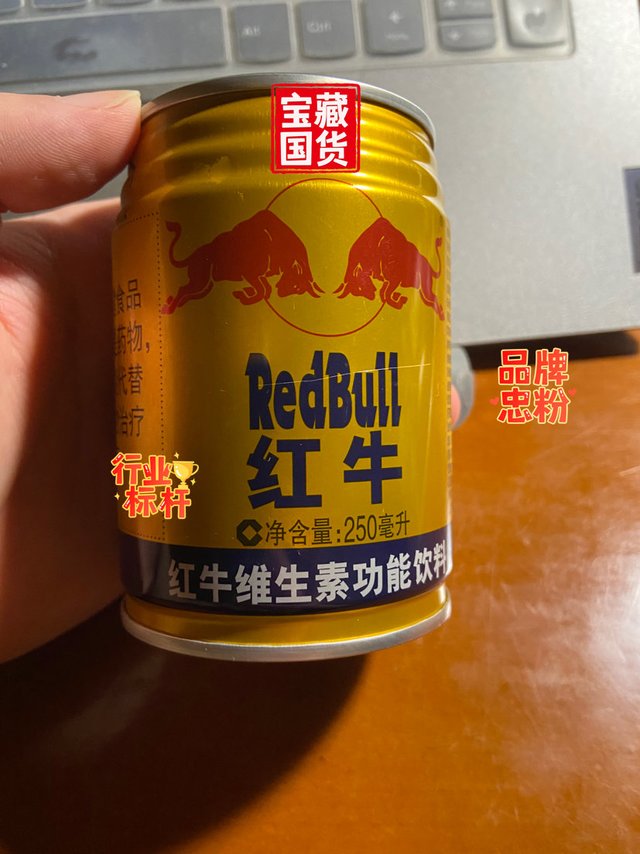 宝藏
国货
食品
药物,
代替
治疗
RedBull
红牛
净含量:250毫升
红牛维生素功能饮料
行业
标杆
品牌
忠粉